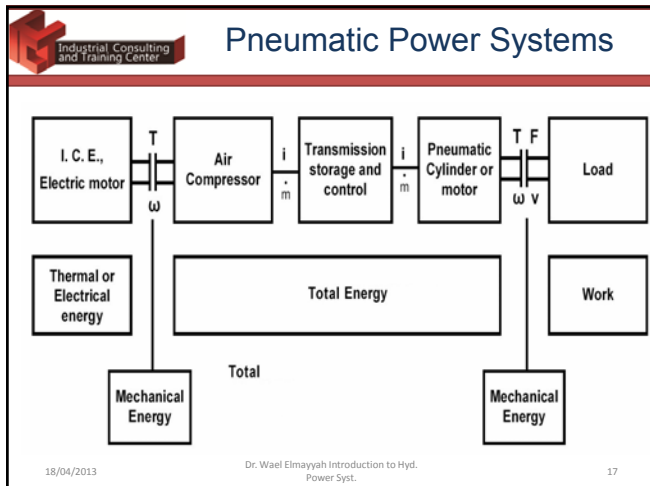 Industrial Consulting
and Training Center
Pneumatic Power Systems
I. C. E.,
Electric motor
T
ω
Air
Compressor
i
ṁ
Transmission
storage and
control
i
ṁ
Pneumatic
Cylinder or
motor
T F
ω v
Load
Thermal or
Electrical
energy
Total Energy
Work
Total
Mechanical
Energy
Mechanical
Energy
18/04/2013
Dr. Wael Elmayyah Introduction to Hyd.
Power Syst.
17